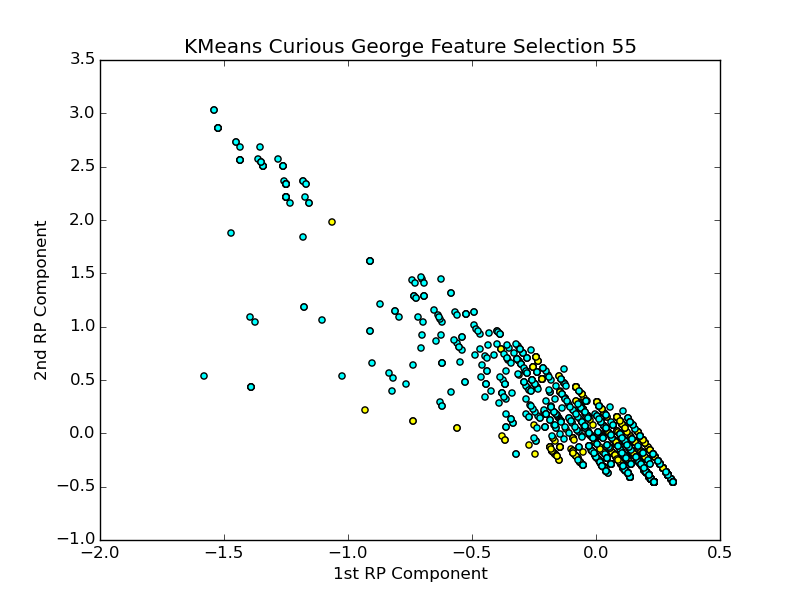 KMeans Curious George Feature Selection 55
3.5
3.0
2.5
2.0
1.5
1.0
0.5
0.0
−0.5
−1.0
2nd RP Component
−2.0 −1.5 −1.0 −0.5 0.0 0.5
1st RP Component